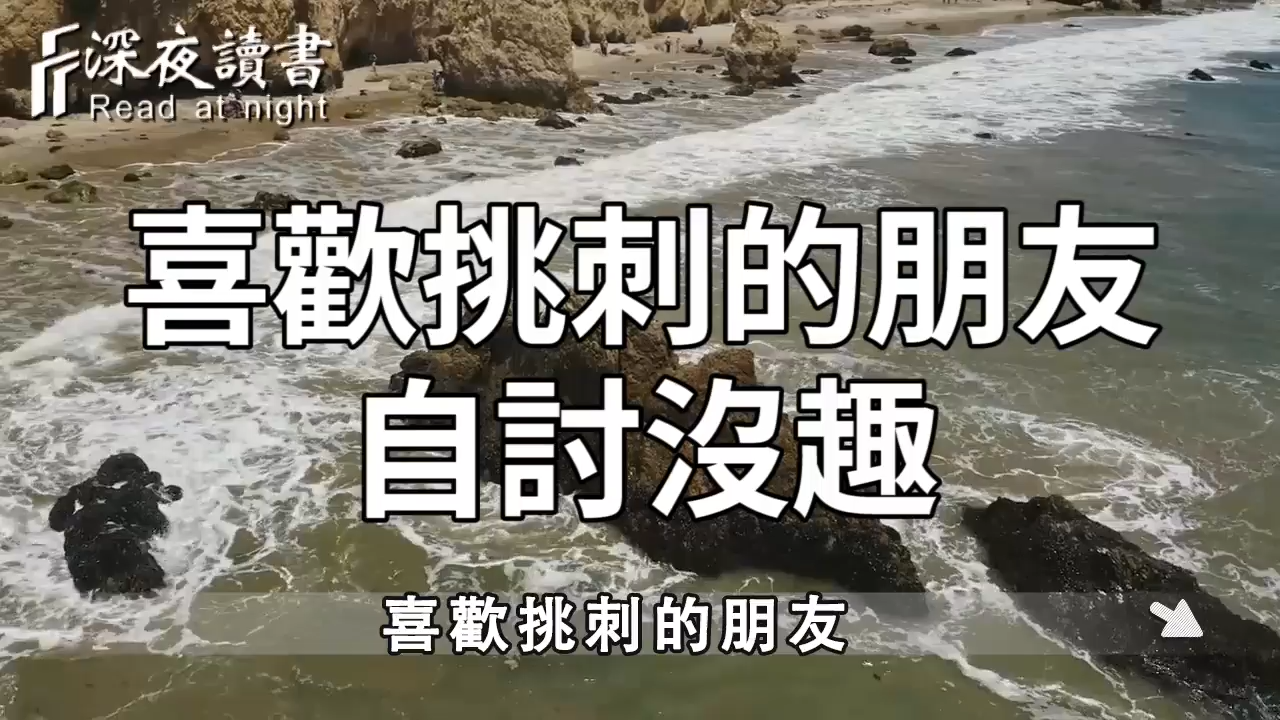 深夜讀書
Read at night
喜歡挑刺的朋友
自討沒趣
喜歡挑刺的朋友